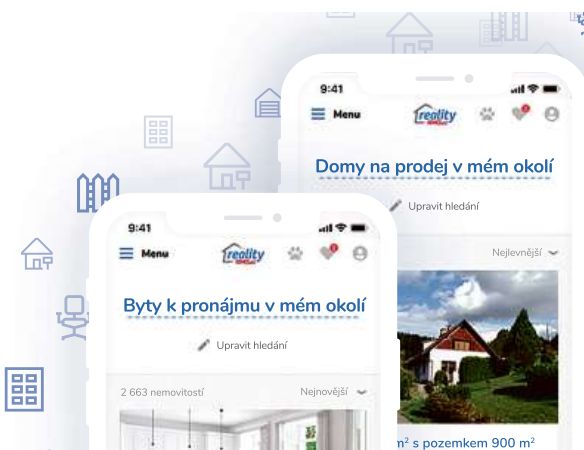 9:41
Menu
reality
Domy na prodej v mém okolí
Upravit hledání
Nejlevnější
m² s pozemkem 900 m²
9:41
Menu
reality
Byty k pronájmu v mém okolí
Upravit hledání
2 663 nemovitostí
Nejnovější